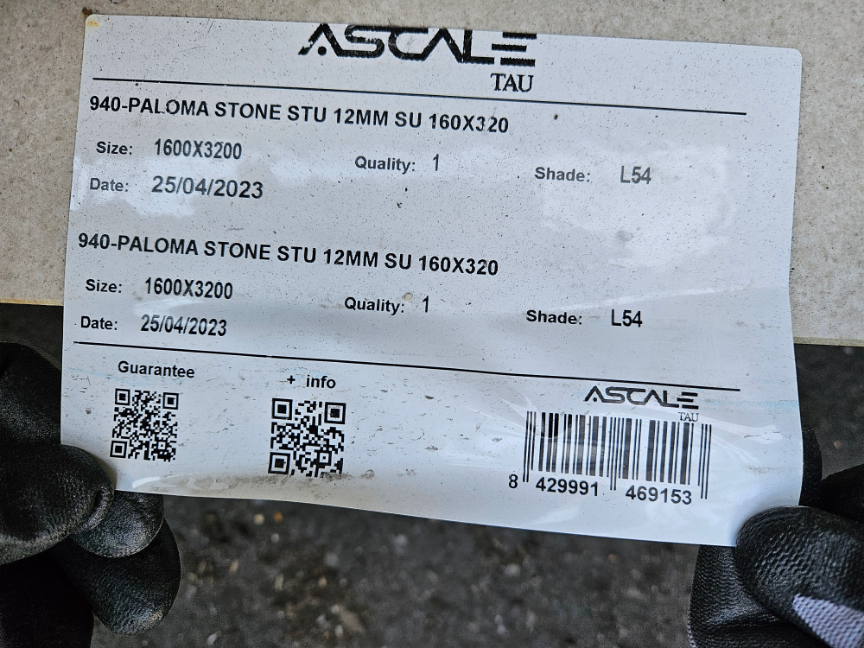 ASCALE
TAU
940-PALOMA STONE STU 12MM SU 160X320
Size: 1600X3200 Quality: 1 Shade: L54
Date: 25/04/2023
940-PALOMA STONE STU 12MM SU 160X320
Size: 1600X3200 Quality: 1 Shade: L54
Date: 25/04/2023
Guarantee + info
ASCALE
TAU
8 429991 469153